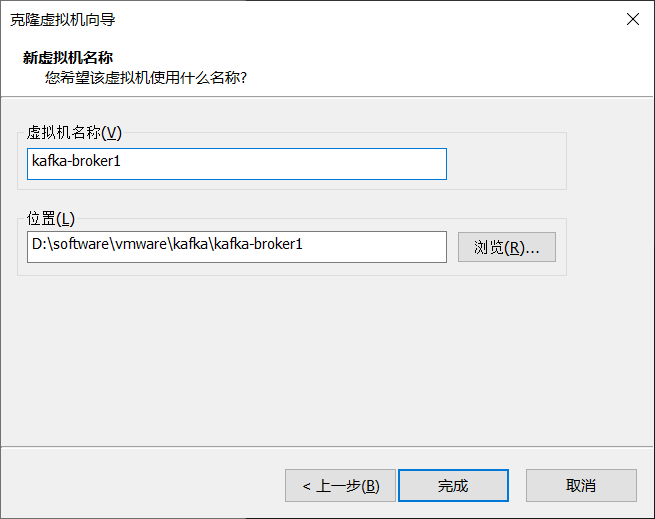 克隆虚拟机向导
新虚拟机名称
您希望该虚拟机使用什么名称?
虚拟机名称(V)
kafka-broker1
位置(L)
D:\software\vmware\kafka\kafka-broker1
浏览(R)...
< 上一步(B)
完成
取消